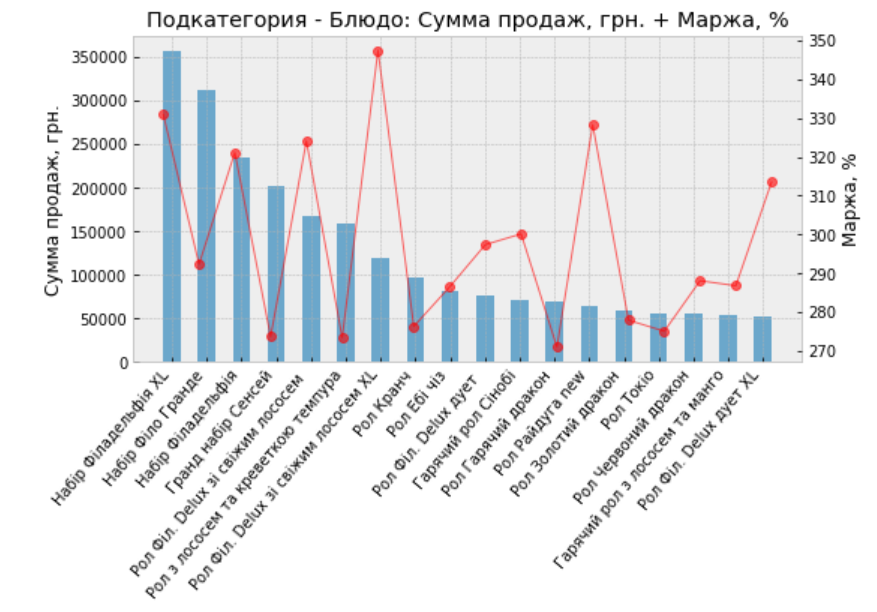 Подкатегория - Блюдо: Сумма продаж, грн. + Маржа, %
Сумма продаж, грн.
350000
300000
250000
200000
150000
100000
50000
0
350
340
330
320
310
300
290
280
270
Маржа, %
Набір Філадельфія XL
Набір Філо Гранде
Набір Філадельфія
Гранд набір Сенсей
Рол Філ. Delux зі свіжим лососем
Рол з лососем та креветкою темпура
Рол Філ. Delux зі свіжим лососем XL
Рол Кранч
Рол Ебі чіз
Рол Філ. Delux дует
Гарячий рол Сінобі
Рол Гарячий дракон
Рол Райдуга new
Рол Золотий дракон
Рол Токіо
Рол Червоний дракон
Гарячий рол з лососем та манго
Рол Філ. Delux дует XL